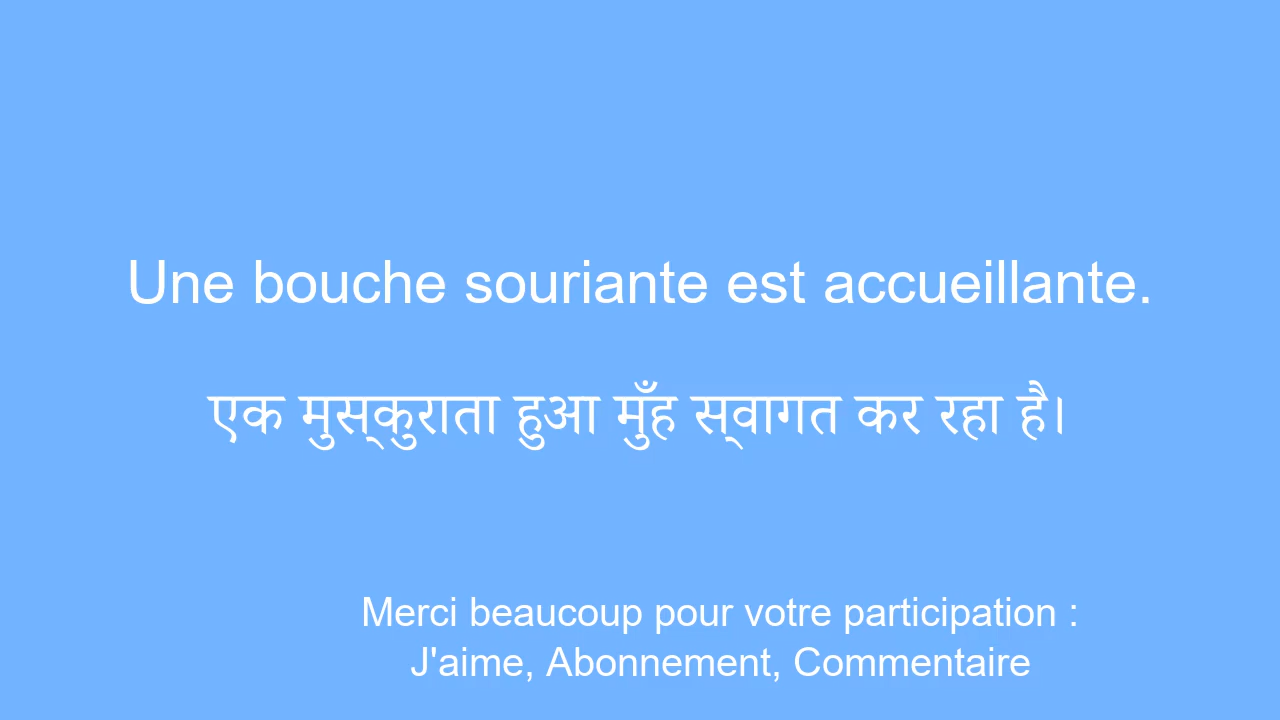 Une bouche souriante est accueillante.
एक मुस्कुराता हुआ मुँह स्वागत कर रहा है।
Merci beaucoup pour votre participation :
J'aime, Abonnement, Commentaire